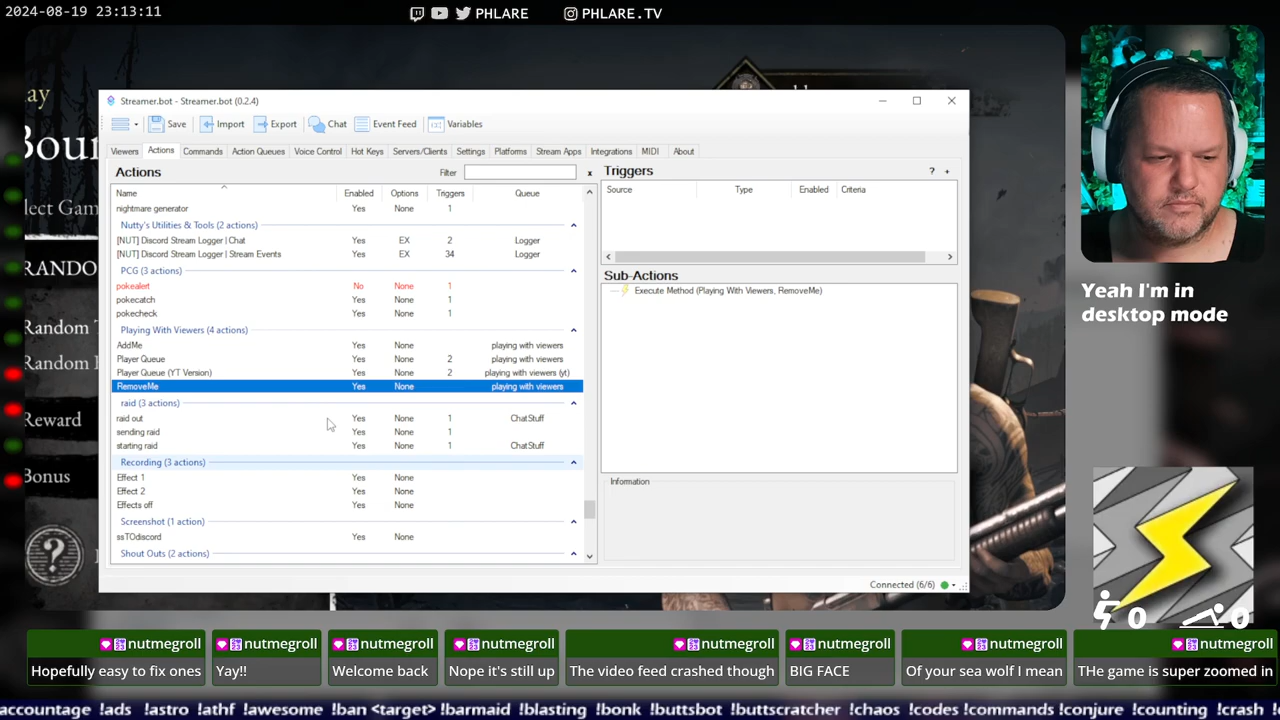 2024-08-19 23:13:11
PHLARE
PHLARE.TV
lay
Boun
lect Gam
RANDO
Random T
Random
Reward
Bonus
Streamer.bot - Streamer.bot (0.2.4)
Save Import Export Chat Event Feed Variables
Viewers Actions Commands Action Queues Voice Control Hot Keys Servers/Clients Settings Platforms Stream Apps Integrations MIDI About
Actions Filter x
Name Enabled Options Triggers Queue
nightmare generator Yes None 1
Nutty's Utilities & Tools (2 actions)
[NUT] Discord Stream Logger | Chat Yes EX 2 Logger
[NUT] Discord Stream Logger | Stream Events Yes EX 34 Logger
PCG (3 actions)
pokealert No None 1
pokecatch Yes None 1
pokecheck Yes None 1
Playing With Viewers (4 actions)
AddMe Yes None playing with viewers
Player Queue Yes None 2 playing with viewers
Player Queue (YT Version) Yes None 2 playing with viewers (yt)
RemoveMe Yes None playing with viewers
raid (3 actions)
raid out Yes None 1 ChatStuff
sending raid Yes None 1
starting raid Yes None 1 ChatStuff
Recording (3 actions)
Effect 1 Yes None
Effect 2 Yes None
Effects off Yes None
Screenshot (1 action)
ssTOdiscord Yes None
Shout Outs (2 actions)
Triggers ? +
Source Type Enabled Criteria
Sub-Actions
Execute Method (Playing With Viewers, RemoveMe)
Information
Connected (6/6)
Yeah I'm in
desktop mode
0 0
nutmegroll nutmegroll nutmegroll nutmegroll nutmegroll nutmegroll nutmegroll nutmegroll
Hopefully easy to fix ones Yay!! Welcome back Nope it's still up The video feed crashed though BIG FACE Of your sea wolf I mean THe game is super zoomed in
accountage !ads !astro !athf !awesome !ban <target> !barmaid !blasting !bonk !buttsbot !buttscratcher !chaos !codes !commands !conjure !counting !crash